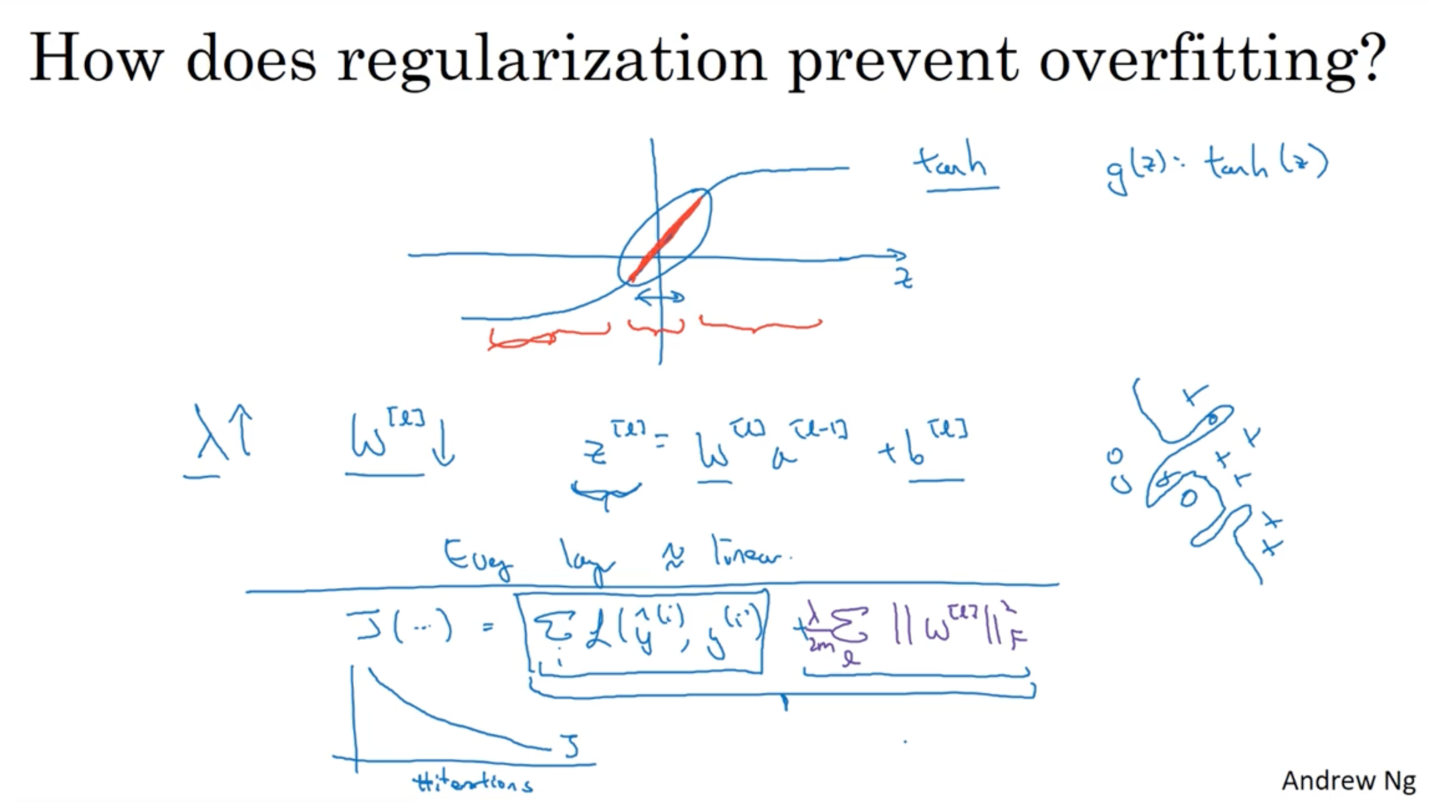 How does regularization prevent overfitting?
tanh g(z) = tanh(z)
z
λ↑ W^[l]↓ z^[l] = W^[l] a^[l-1] + b^[l]
Every layer ≈ linear.
J(...) = Σ_i L(ŷ^(i), y^(i)) + λ/2m Σ_l ||W^[l]||²_F
J
#iterations
Andrew Ng